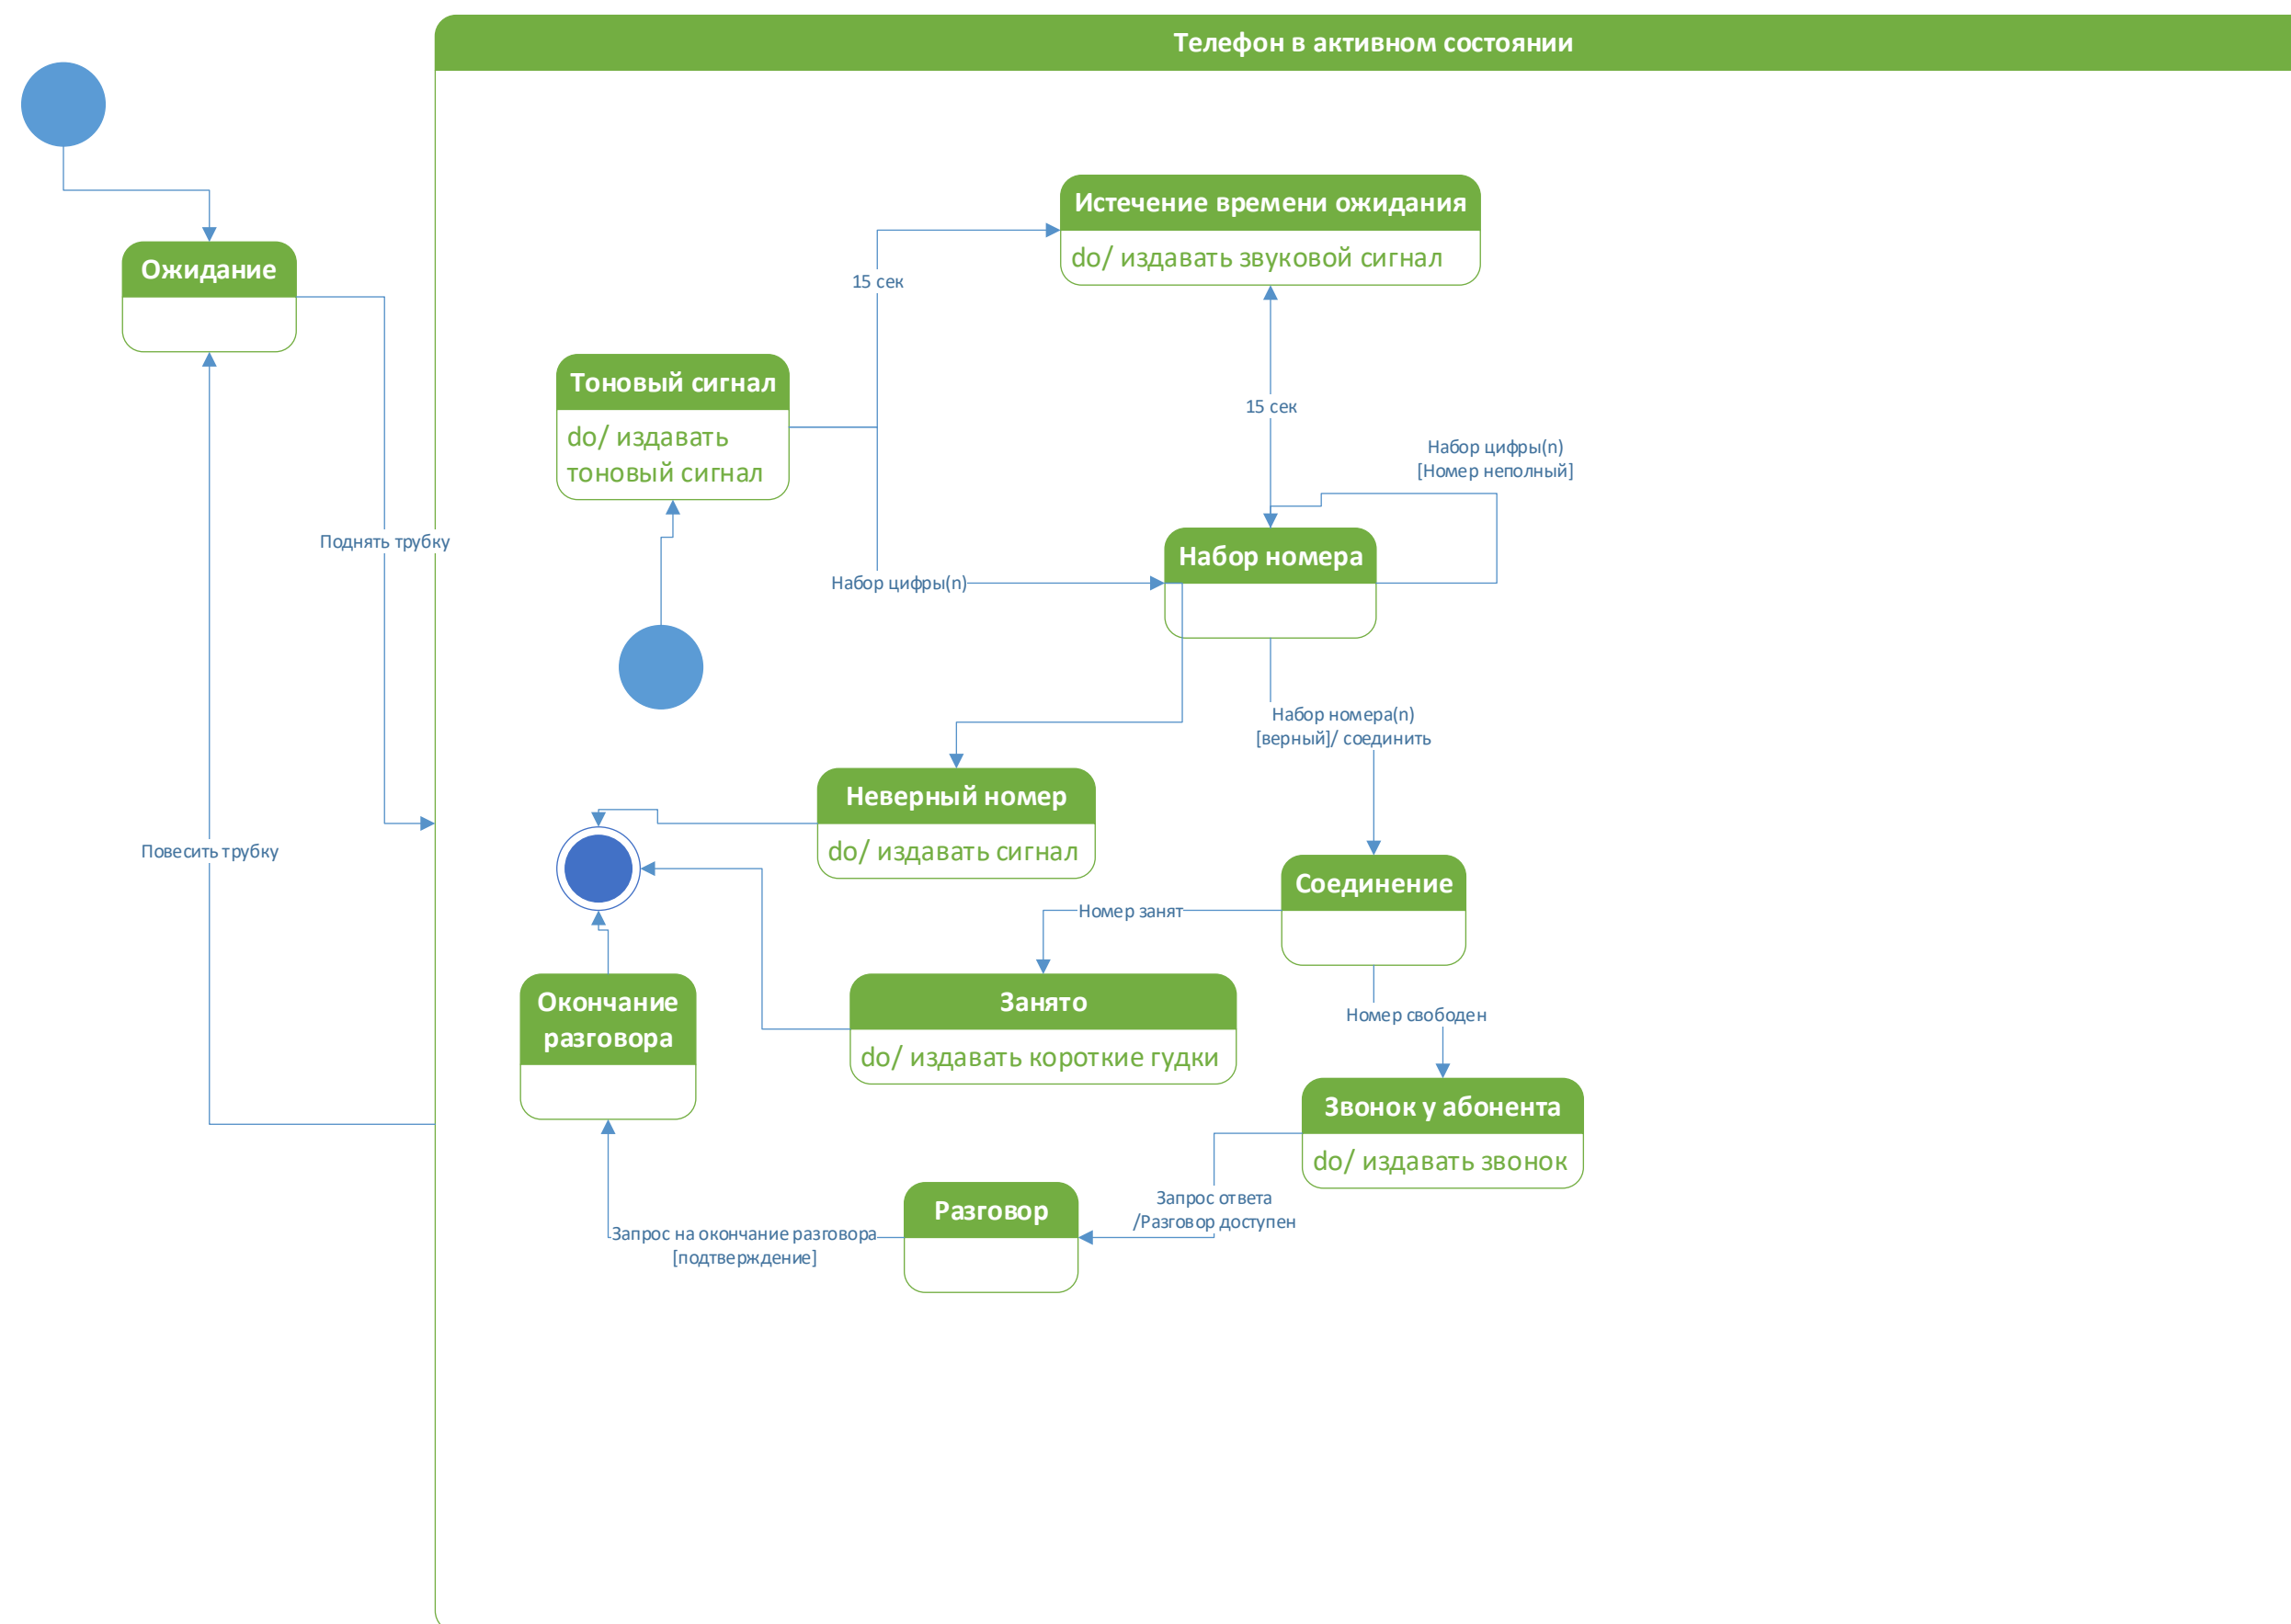 Телефон в активном состоянии
Истечение времени ожидания
do/ издавать звуковой сигнал
Ожидание
15 сек
Тоновый сигнал
do/ издавать
тоновый сигнал
15 сек
Набор цифры(n)
[Номер неполный]
Поднять трубку
Набор номера
Набор цифры(n)
Набор номера(n)
[верный]/ соединить
Неверный номер
do/ издавать сигнал
Повесить трубку
Соединение
Номер занят
Окончание
разговора
Занято
do/ издавать короткие гудки
Номер свободен
Звонок у абонента
do/ издавать звонок
Запрос ответа
/Разговор доступен
Разговор
Запрос на окончание разговора
[подтверждение]